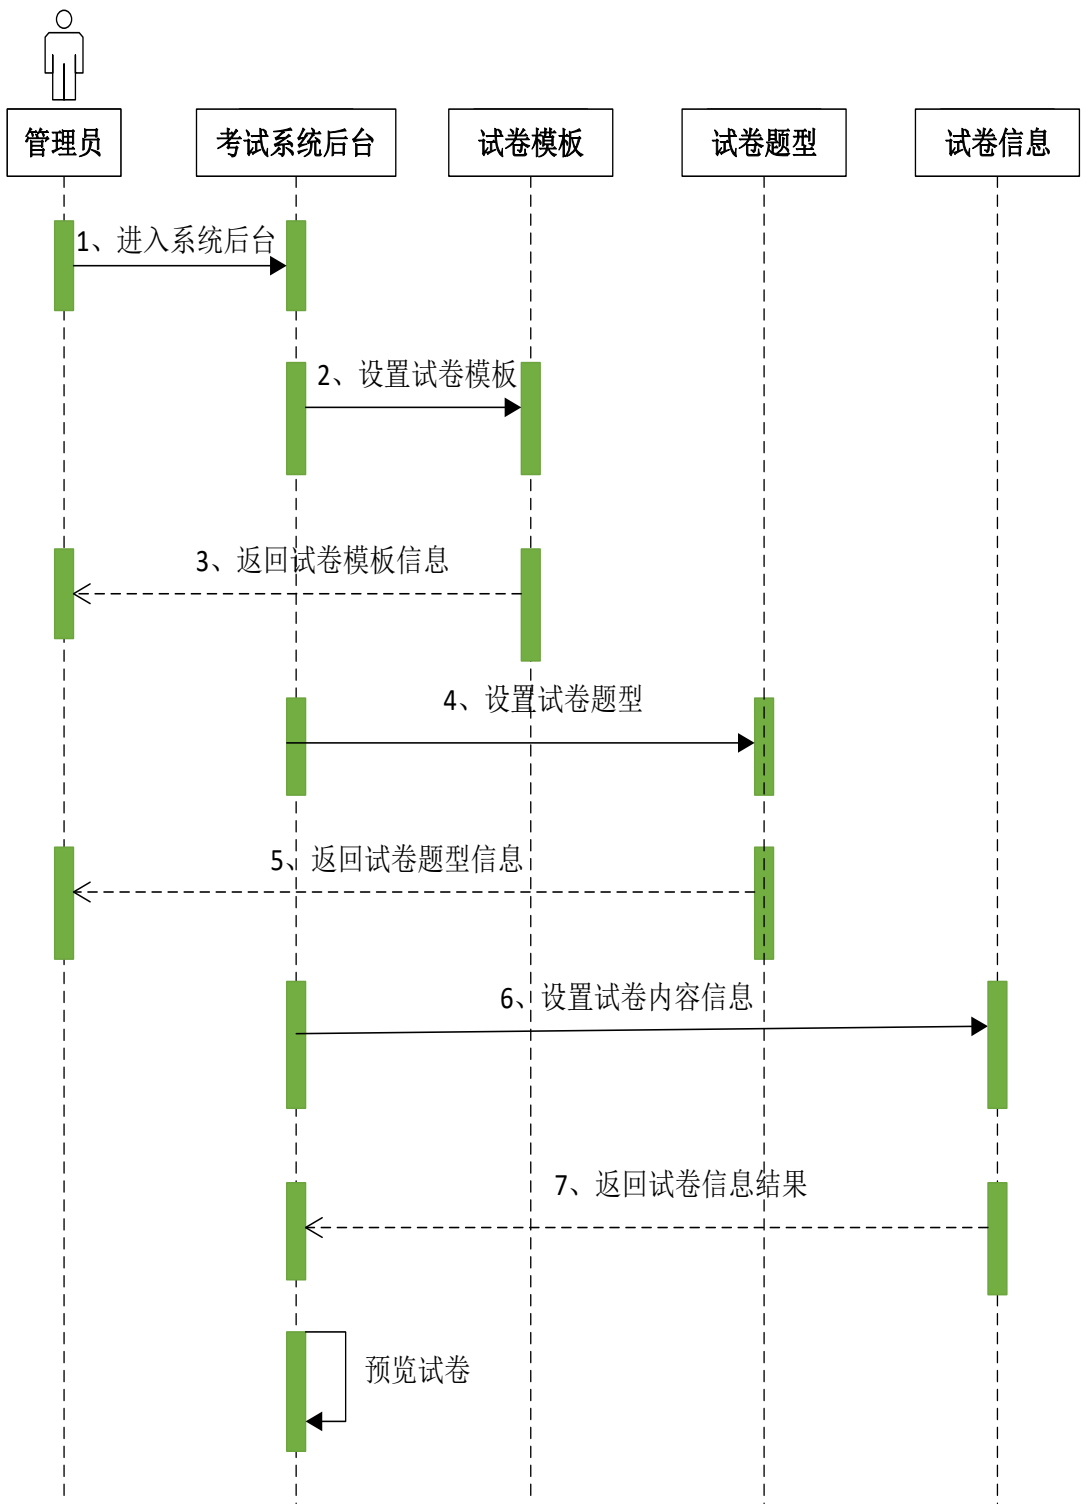 管理员
考试系统后台
试卷模板
试卷题型
试卷信息
1、进入系统后台
2、设置试卷模板
3、返回试卷模板信息
4、设置试卷题型
5、返回试卷题型信息
6、设置试卷内容信息
7、返回试卷信息结果
预览试卷